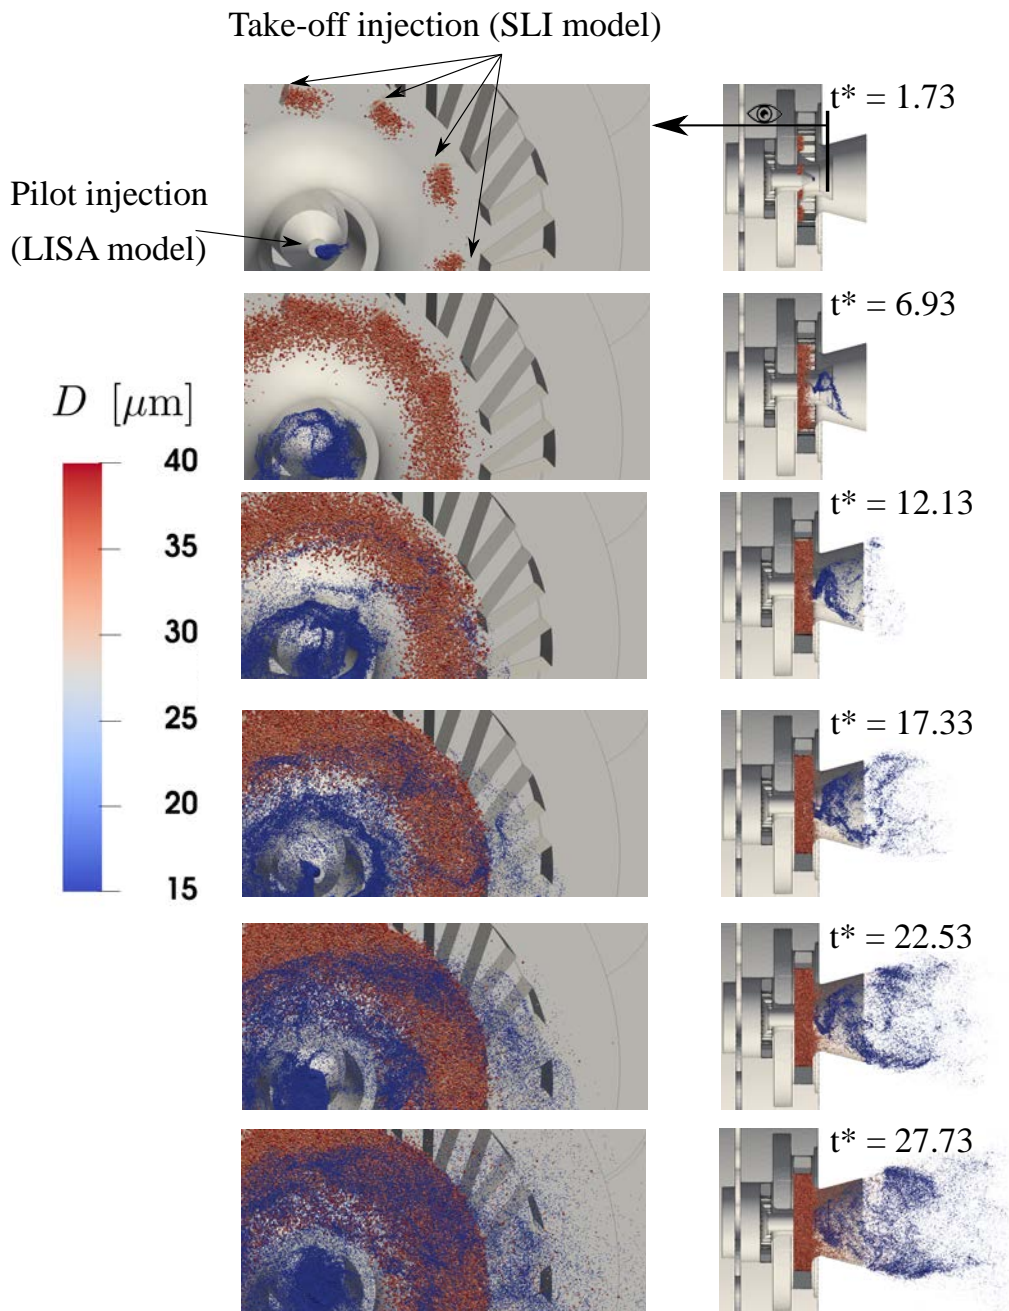 Take-off injection (SLI model)
t* = 1.73
Pilot injection
(LISA model)
t* = 6.93
D [μm]
40
35
30
25
20
15
t* = 12.13
t* = 17.33
t* = 22.53
t* = 27.73